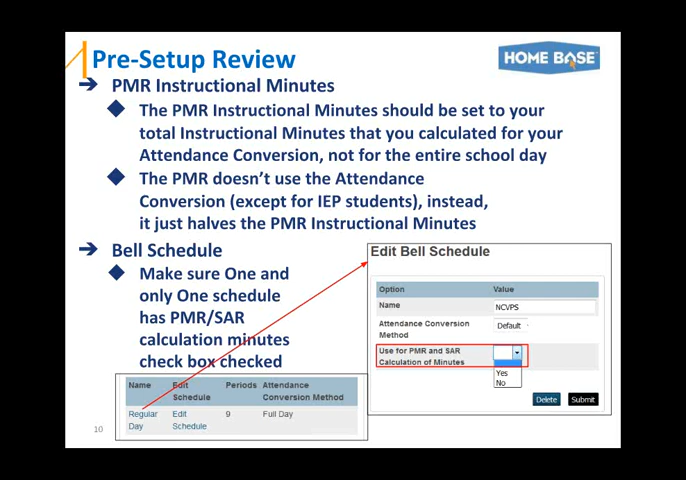 Pre-Setup Review
HOME BASE
PMR Instructional Minutes
The PMR Instructional Minutes should be set to your
total Instructional Minutes that you calculated for your
Attendance Conversion, not for the entire school day
The PMR doesn't use the Attendance
Conversion (except for IEP students), instead,
it just halves the PMR Instructional Minutes
Bell Schedule
Make sure One and
only One schedule
has PMR/SAR
calculation minutes
check box checked
Edit Bell Schedule
Option Value
Name NCVPS
Attendance Conversion
Method
Default
Use for PMR and SAR
Calculation of Minutes
Yes
No
Delete Submit
Name Edit Schedule Periods Attendance Conversion Method
Regular Day Edit Schedule 9 Full Day
10